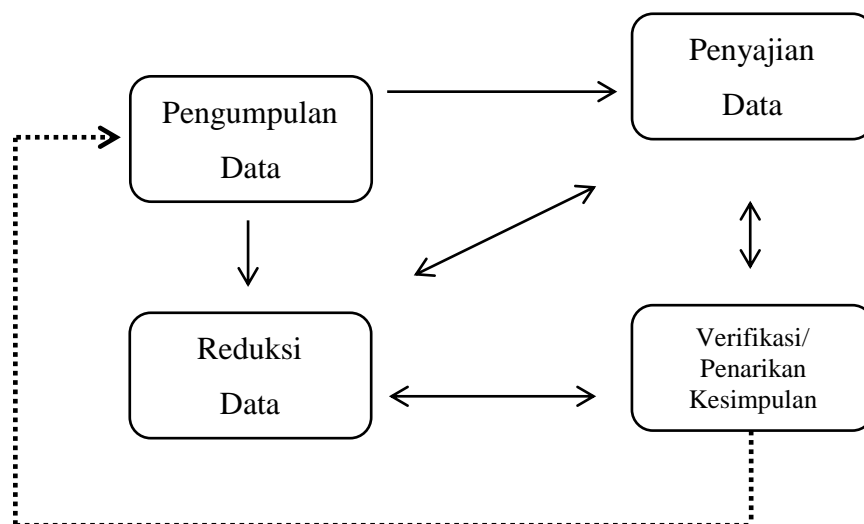 Pengumpulan
Data
Penyajian
Data
Reduksi
Data
Verifikasi/
Penarikan
Kesimpulan